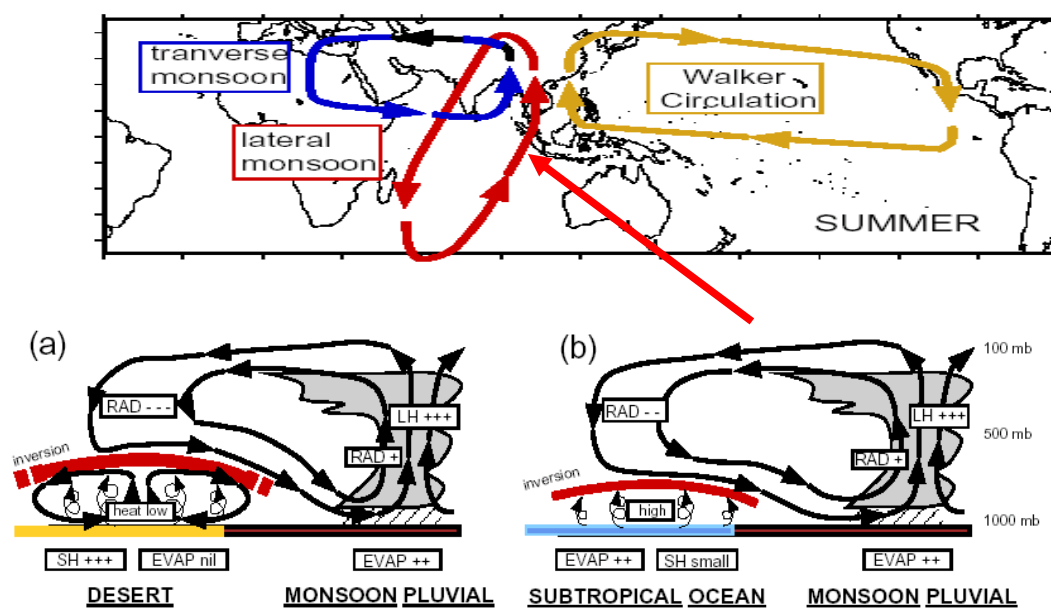 tranverse
monsoon
lateral
monsoon
Walker
Circulation
SUMMER
(a)
RAD - - -
LH +++
RAD +
inversion
heat low
SH +++
EVAP nil
EVAP ++
DESERT
MONSOON PLUVIAL
(b)
100 mb
RAD - -
LH +++
500 mb
RAD +
inversion
high
1000 mb
EVAP ++
SH small
EVAP ++
SUBTROPICAL OCEAN
MONSOON PLUVIAL